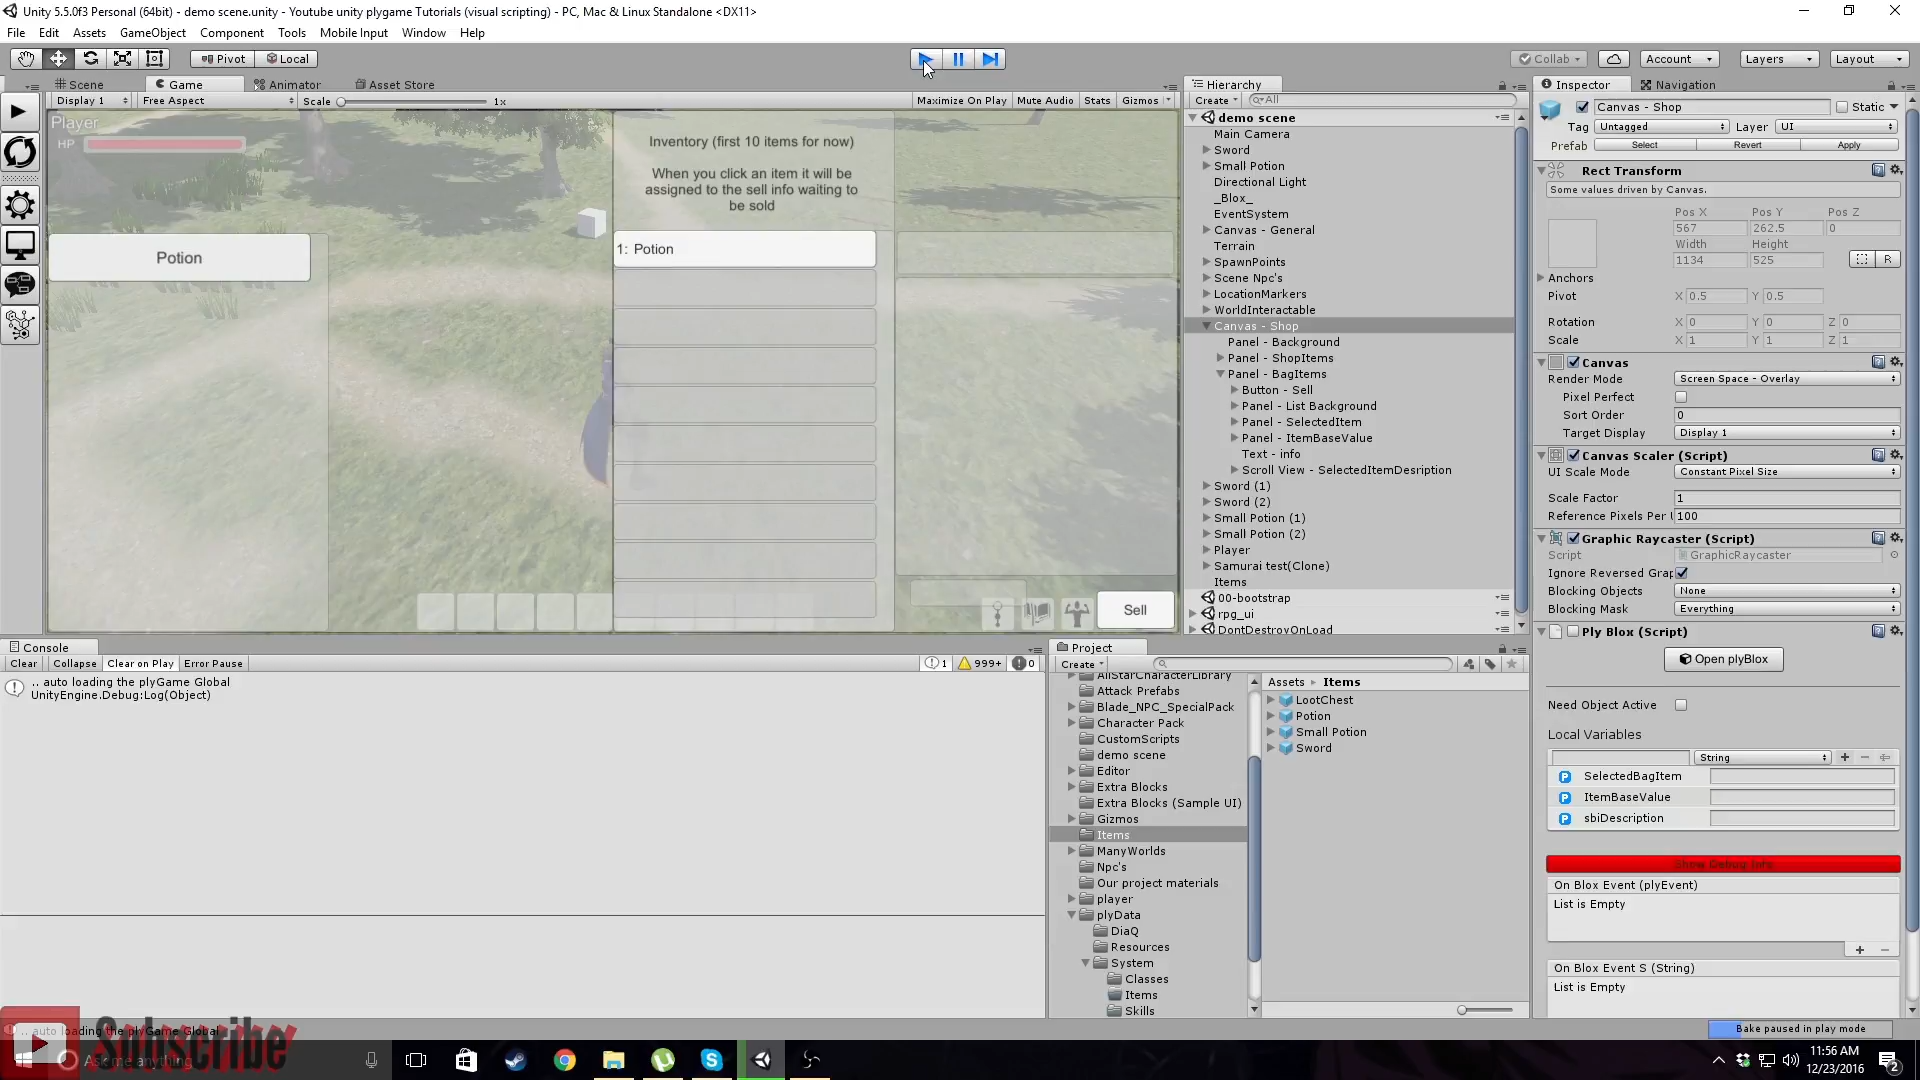 Unity 5.5.0f3 Personal (64bit) - demo scene.unity - Youtube unity plygame Tutorials (visual scripting) - PC, Mac & Linux Standalone <DX11>
File Edit Assets GameObject Component Tools Mobile Input Window Help
Pivot Local
Collab Account Layers Layout
Scene Game Animator Asset Store
Display 1 Free Aspect Scale 1x Maximize On Play Mute Audio Stats Gizmos
Player
HP
Inventory (first 10 items for now)
When you click an item it will be
assigned to the sell info waiting to
be sold
Potion
1: Potion
Sell
Hierarchy
Create All
demo scene
Main Camera
Sword
Small Potion
Directional Light
_Blox_
EventSystem
Canvas - General
Terrain
SpawnPoints
Scene Npc's
LocationMarkers
WorldInteractable
Canvas - Shop
Panel - Background
Panel - ShopItems
Panel - BagItems
Button - Sell
Panel - List Background
Panel - SelectedItem
Panel - ItemBaseValue
Text - info
Scroll View - SelectedItemDesription
Sword (1)
Sword (2)
Small Potion (1)
Small Potion (2)
Player
Samurai test(Clone)
Items
00-bootstrap
rpg_ui
DontDestroyOnLoad
Inspector Navigation
Canvas - Shop Static
Tag Untagged Layer UI
Prefab Select Revert Apply
Rect Transform
Some values driven by Canvas.
Pos X Pos Y Pos Z
567 262.5 0
Width Height
1134 525 R
Anchors
Pivot X 0.5 Y 0.5
Rotation X 0 Y 0 Z 0
Scale X 1 Y 1 Z 1
Canvas
Render Mode Screen Space - Overlay
Pixel Perfect
Sort Order 0
Target Display Display 1
Canvas Scaler (Script)
UI Scale Mode Constant Pixel Size
Scale Factor 1
Reference Pixels Per U 100
Graphic Raycaster (Script)
Script GraphicRaycaster
Ignore Reversed Grap
Blocking Objects None
Blocking Mask Everything
Ply Blox (Script)
Open plyBlox
Need Object Active
Local Variables
String
P SelectedBagItem
P ItemBaseValue
P sbiDescription
Show Debug Info
On Blox Event (plyEvent)
List is Empty
On Blox Event S (String)
List is Empty
Bake paused in play mode
Console
Clear Collapse Clear on Play Error Pause 1 999+ 0
.. auto loading the plyGame Global
UnityEngine.Debug:Log(Object)
Project
Create
AllStarCharacterLibrary
Attack Prefabs
Blade_NPC_SpecialPack
Character Pack
CustomScripts
demo scene
Editor
Extra Blocks
Extra Blocks (Sample UI)
Gizmos
Items
ManyWorlds
Npc's
Our project materials
player
plyData
DiaQ
Resources
System
Classes
Items
Skills
Assets Items
LootChest
Potion
Small Potion
Sword
.. auto loading the plyGame Global
Subscribe
Ask me anything
11:56 AM
12/23/2016
2